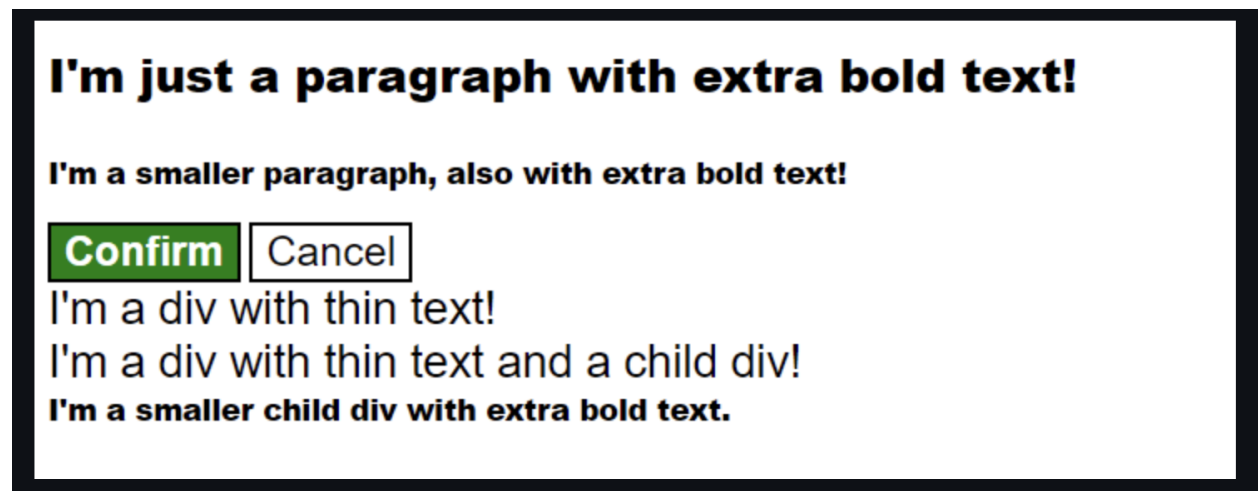 I'm just a paragraph with extra bold text!
I'm a smaller paragraph, also with extra bold text!
Confirm Cancel
I'm a div with thin text!
I'm a div with thin text and a child div!
I'm a smaller child div with extra bold text.